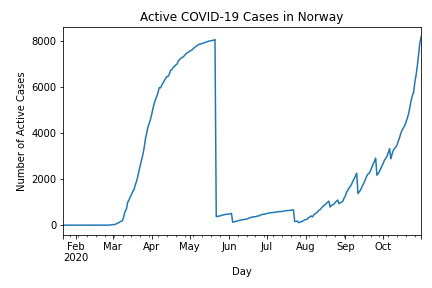 Active COVID-19 Cases in Norway
8000
6000
4000
2000
0
Number of Active Cases
Feb Mar Apr May Jun Jul Aug Sep Oct
2020
Day